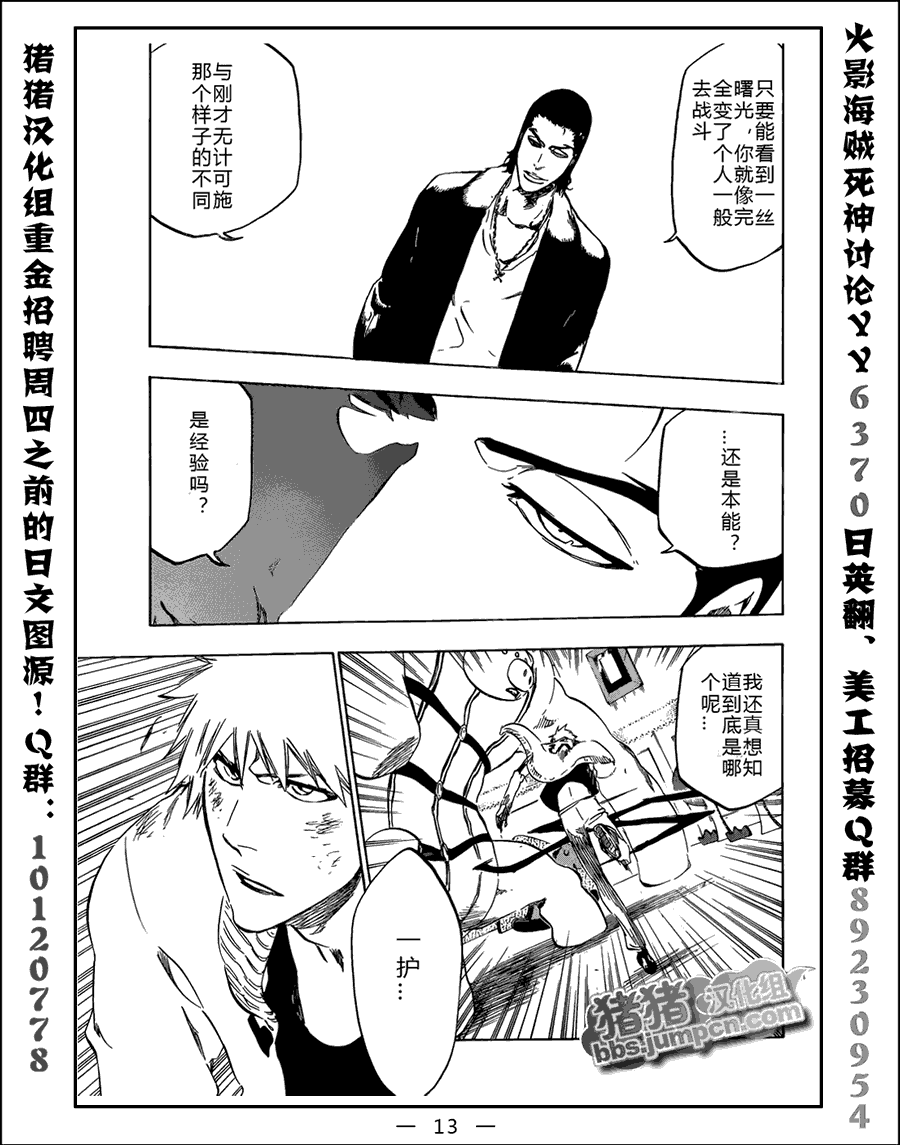 火影海贼死神讨论YY6370日英翻、美工招募Q群89230954
只要能看到一丝
曙光，你就像完
全变了个人一般
去战斗
与刚才无计可施
那个样子的不同
…还是本能？
是经验吗？
我还真想知
道到底是哪
个呢…
一护…
猪猪汉化组
bbs.jumpcn.com
猪猪汉化组重金招聘周四之前的日文图源！Q群：10120778
— 13 —